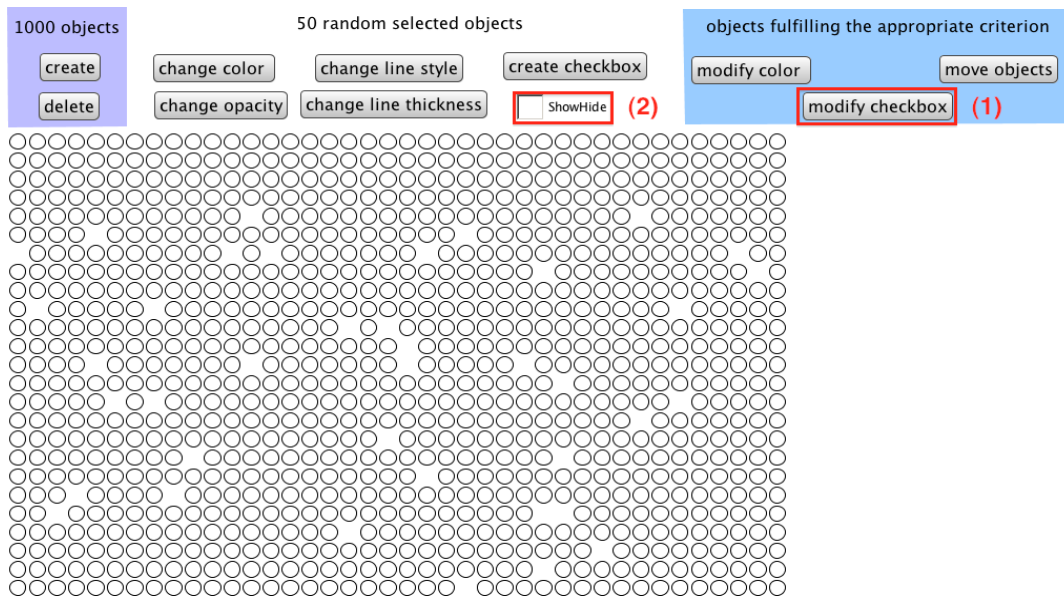 1000 objects
50 random selected objects
objects fulfilling the appropriate criterion
create
change color
change line style
create checkbox
modify color
move objects
delete
change opacity
change line thickness
ShowHide
(2)
modify checkbox
(1)